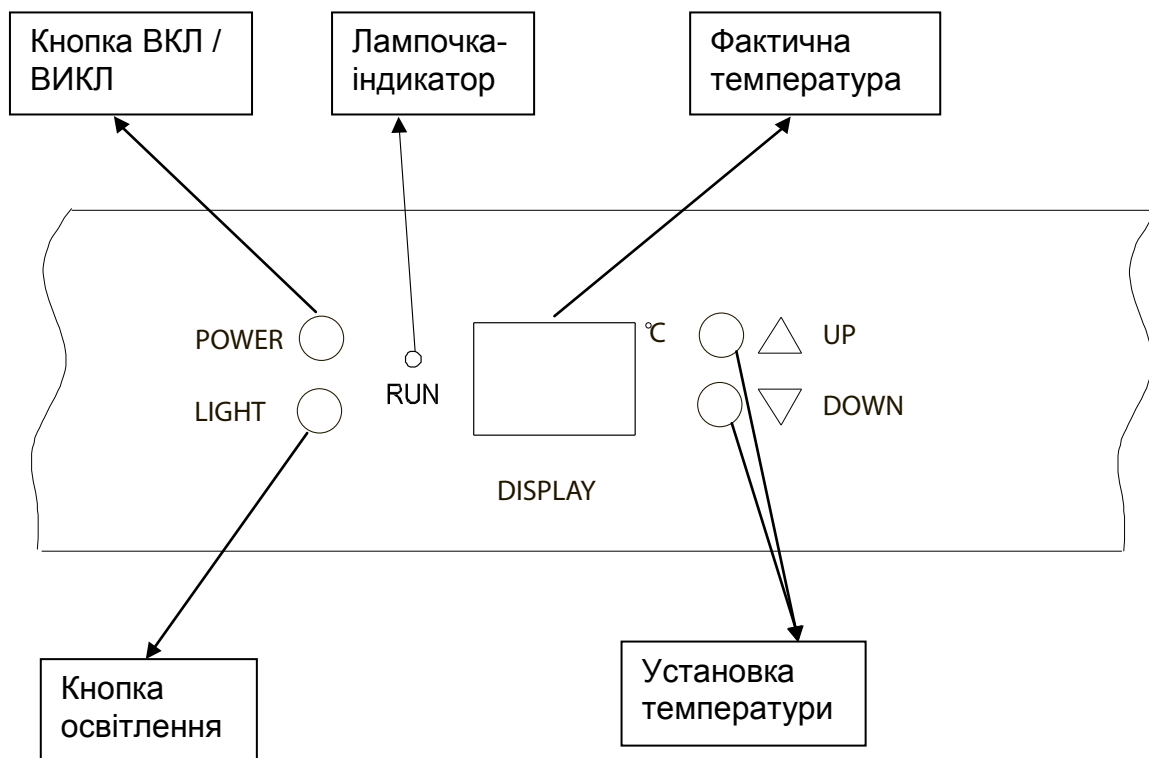 Кнопка ВКЛ /
ВИКЛ
Лампочка-
індикатор
Фактична
температура
POWER
LIGHT
RUN
°C
UP
DOWN
DISPLAY
Кнопка
освітлення
Установка
температури